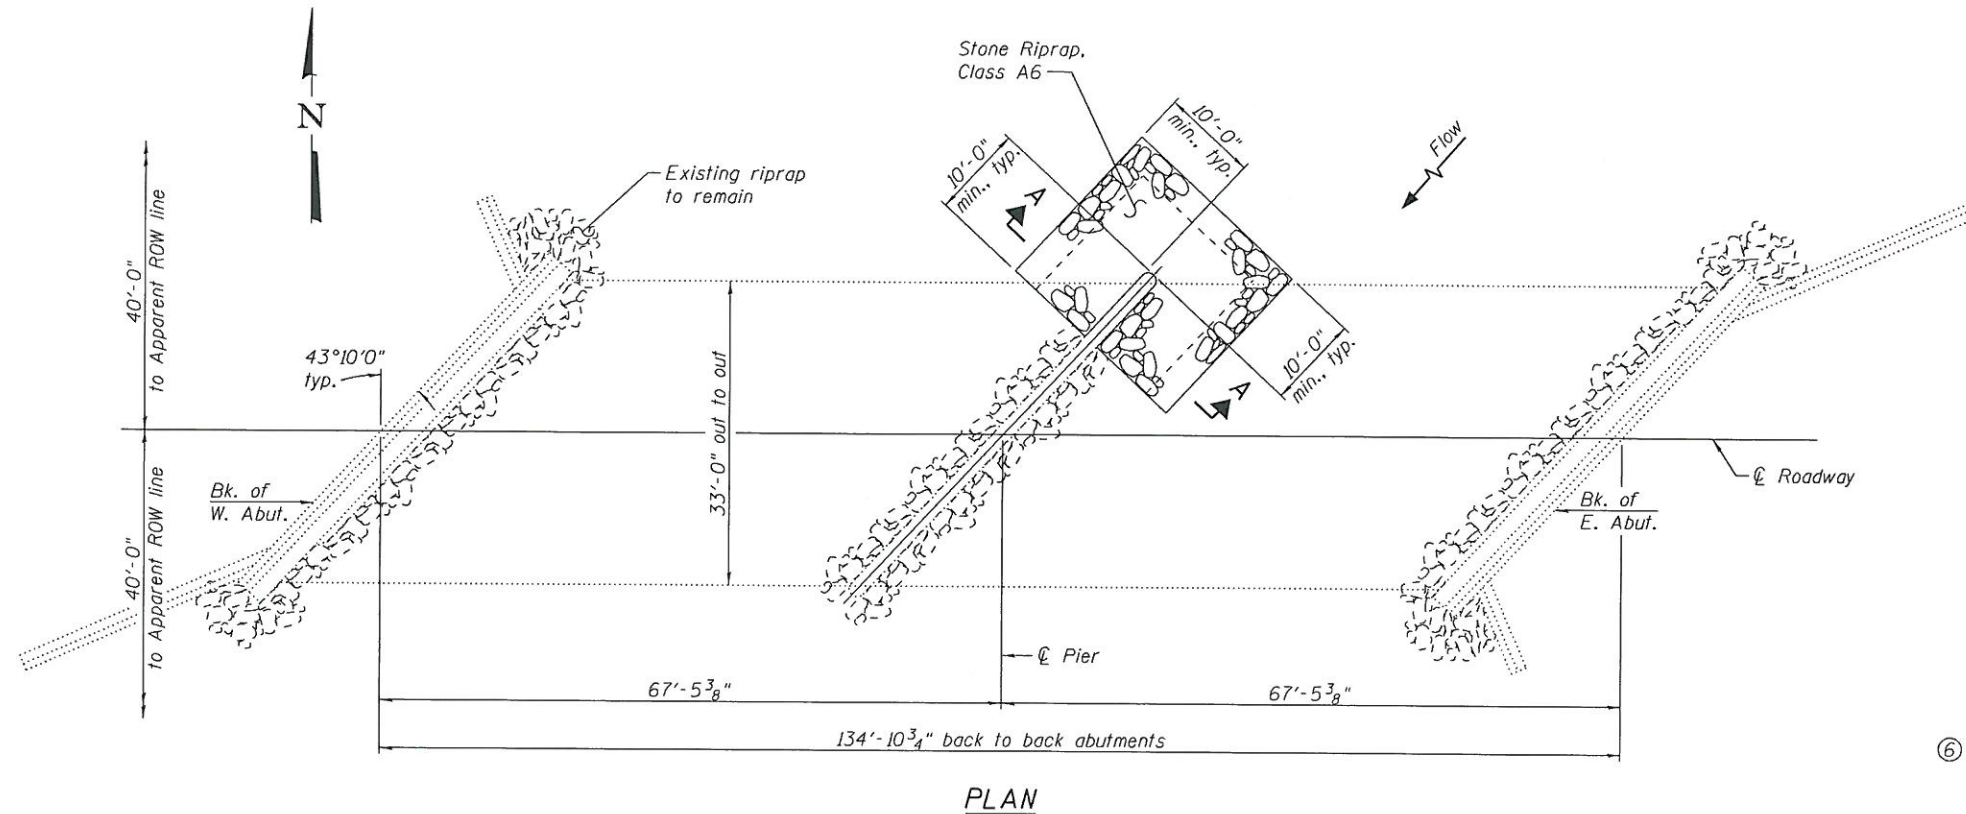 N
Stone Riprap,
Class A6
10'-0"
min., typ.
10'-0"
min., typ.
Flow
Existing riprap
to remain
A
40'-0"
to Apparent ROW line
43°10'0"
typ.
33'-0" out to out
10'-0"
min., typ.
A
℄ Roadway
Bk. of
W. Abut.
Bk. of
E. Abut.
40'-0"
to Apparent ROW line
℄ Pier
67'-5 3/8"
67'-5 3/8"
134'-10 3/4" back to back abutments
6
PLAN